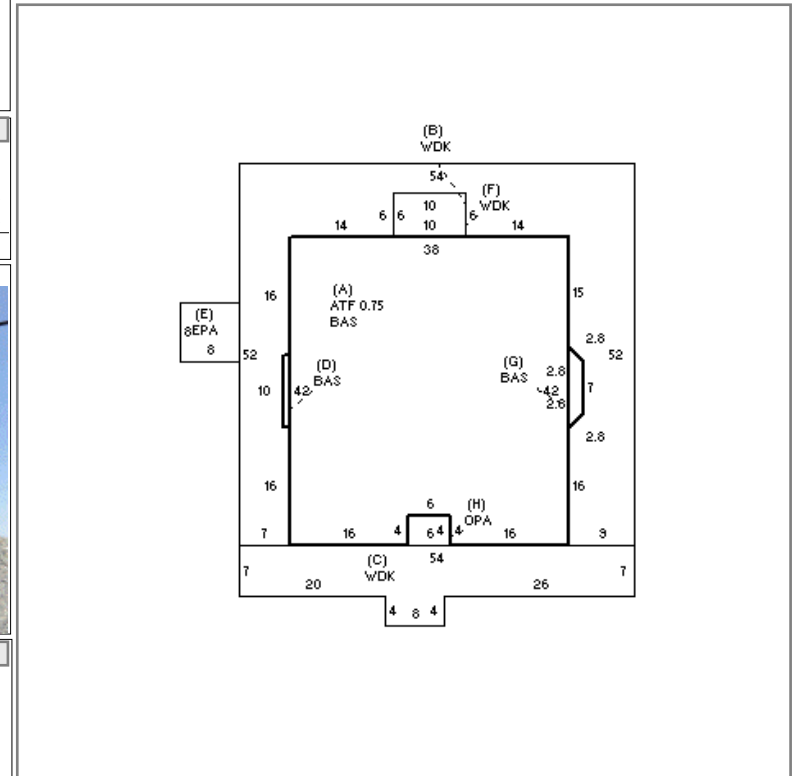 (B)
WDK
54
(F)
WDK
10
6 6 6
14 10 14
38
(A)
ATF 0.75
BAS
16 15
(E)
8EPA
8
2.8
52 52
(D)
BAS
(G)
BAS
2.8
10 42 42 7
2.8
2.8
16 16
6
(H)
OPA
7 16 4 6 4 4 16 9
(C)
WDK
54
7 7
20 26
4 8 4